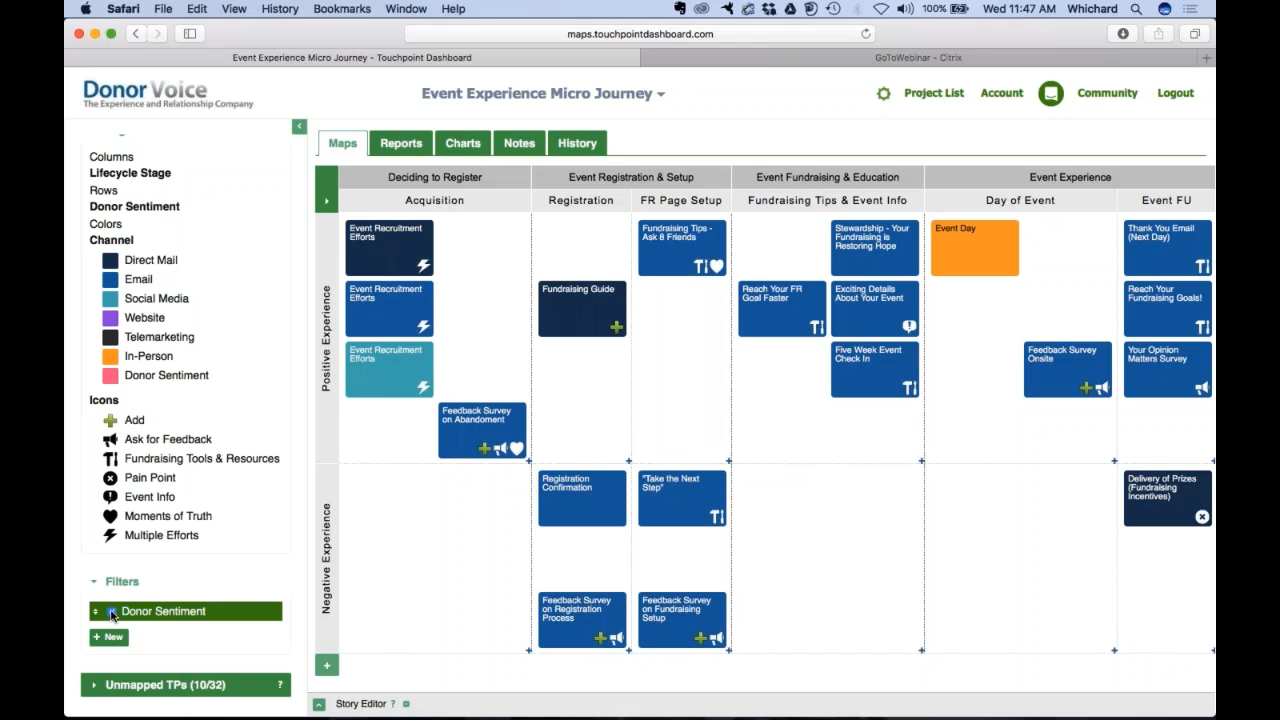 Safari File Edit View History Bookmarks Window Help 100% Wed 11:47 AM Whichard
maps.touchpointdashboard.com
Event Experience Micro Journey - Touchpoint Dashboard
GoToWebinar - Citrix
Donor Voice
The Experience and Relationship Company
Event Experience Micro Journey
Project List Account Community Logout
Columns
Lifecycle Stage
Rows
Donor Sentiment
Colors
Channel
Direct Mail
Email
Social Media
Website
Telemarketing
In-Person
Donor Sentiment
Icons
Add
Ask for Feedback
Fundraising Tools & Resources
Pain Point
Event Info
Moments of Truth
Multiple Efforts
Filters
Donor Sentiment
+ New
Unmapped TPs (10/32) ?
Maps Reports Charts Notes History
Deciding to Register Event Registration & Setup Event Fundraising & Education Event Experience
Acquisition Registration FR Page Setup Fundraising Tips & Event Info Day of Event Event FU
Positive Experience
Event Recruitment
Efforts
Event Recruitment
Efforts
Event Recruitment
Efforts
Feedback Survey
on Abandoment
Fundraising Guide
Fundraising Tips -
Ask 8 Friends
Reach Your FR
Goal Faster
Stewardship - Your
Fundraising is
Restoring Hope
Exciting Details
About Your Event
Five Week Event
Check In
Event Day
Feedback Survey
Onsite
Thank You Email
(Next Day)
Reach Your
Fundraising Goals!
Your Opinion
Matters Survey
Negative Experience
Registration
Confirmation
Feedback Survey
on Registration
Process
"Take the Next
Step"
Feedback Survey
on Fundraising
Setup
Delivery of Prizes
(Fundraising
Incentives)
Story Editor ?